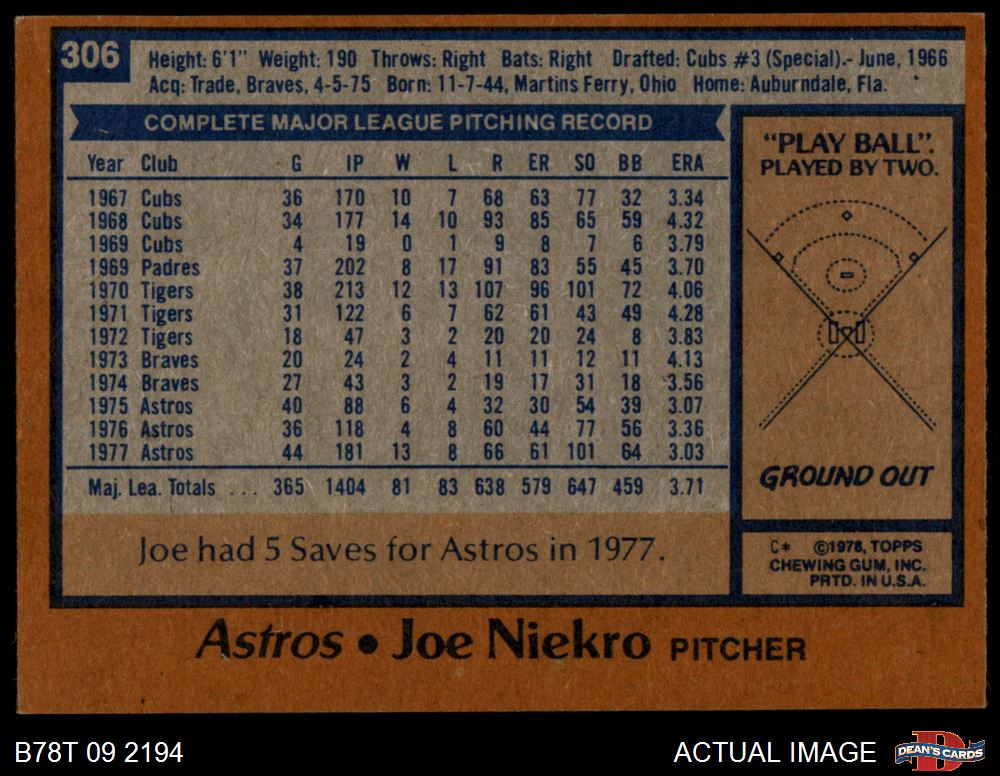 306
Height: 6'1" Weight: 190 Throws: Right Bats: Right Drafted: Cubs #3 (Special).- June, 1966
Acq: Trade, Braves, 4-5-75 Born: 11-7-44, Martins Ferry, Ohio Home: Auburndale, Fla.
COMPLETE MAJOR LEAGUE PITCHING RECORD
Year Club G IP W L R ER SO BB ERA
1967 Cubs 36 170 10 7 68 63 77 32 3.34
1968 Cubs 34 177 14 10 93 85 65 59 4.32
1969 Cubs 4 19 0 1 9 8 7 6 3.79
1969 Padres 37 202 8 17 91 83 55 45 3.70
1970 Tigers 38 213 12 13 107 96 101 72 4.06
1971 Tigers 31 122 6 7 62 61 43 49 4.28
1972 Tigers 18 47 3 2 20 20 24 8 3.83
1973 Braves 20 24 2 4 11 11 12 11 4.13
1974 Braves 27 43 3 2 19 17 31 18 3.56
1975 Astros 40 88 6 4 32 30 54 39 3.07
1976 Astros 36 118 4 8 60 44 77 56 3.36
1977 Astros 44 181 13 8 66 61 101 64 3.03
Maj. Lea. Totals ... 365 1404 81 83 638 579 647 459 3.71
Joe had 5 Saves for Astros in 1977.
"PLAY BALL".
PLAYED BY TWO.
GROUND OUT
C* ©1978, TOPPS
CHEWING GUM, INC.
PRTD. IN U.S.A.
Astros • Joe Niekro PITCHER
B78T 09 2194
ACTUAL IMAGE
DEAN'S CARDS